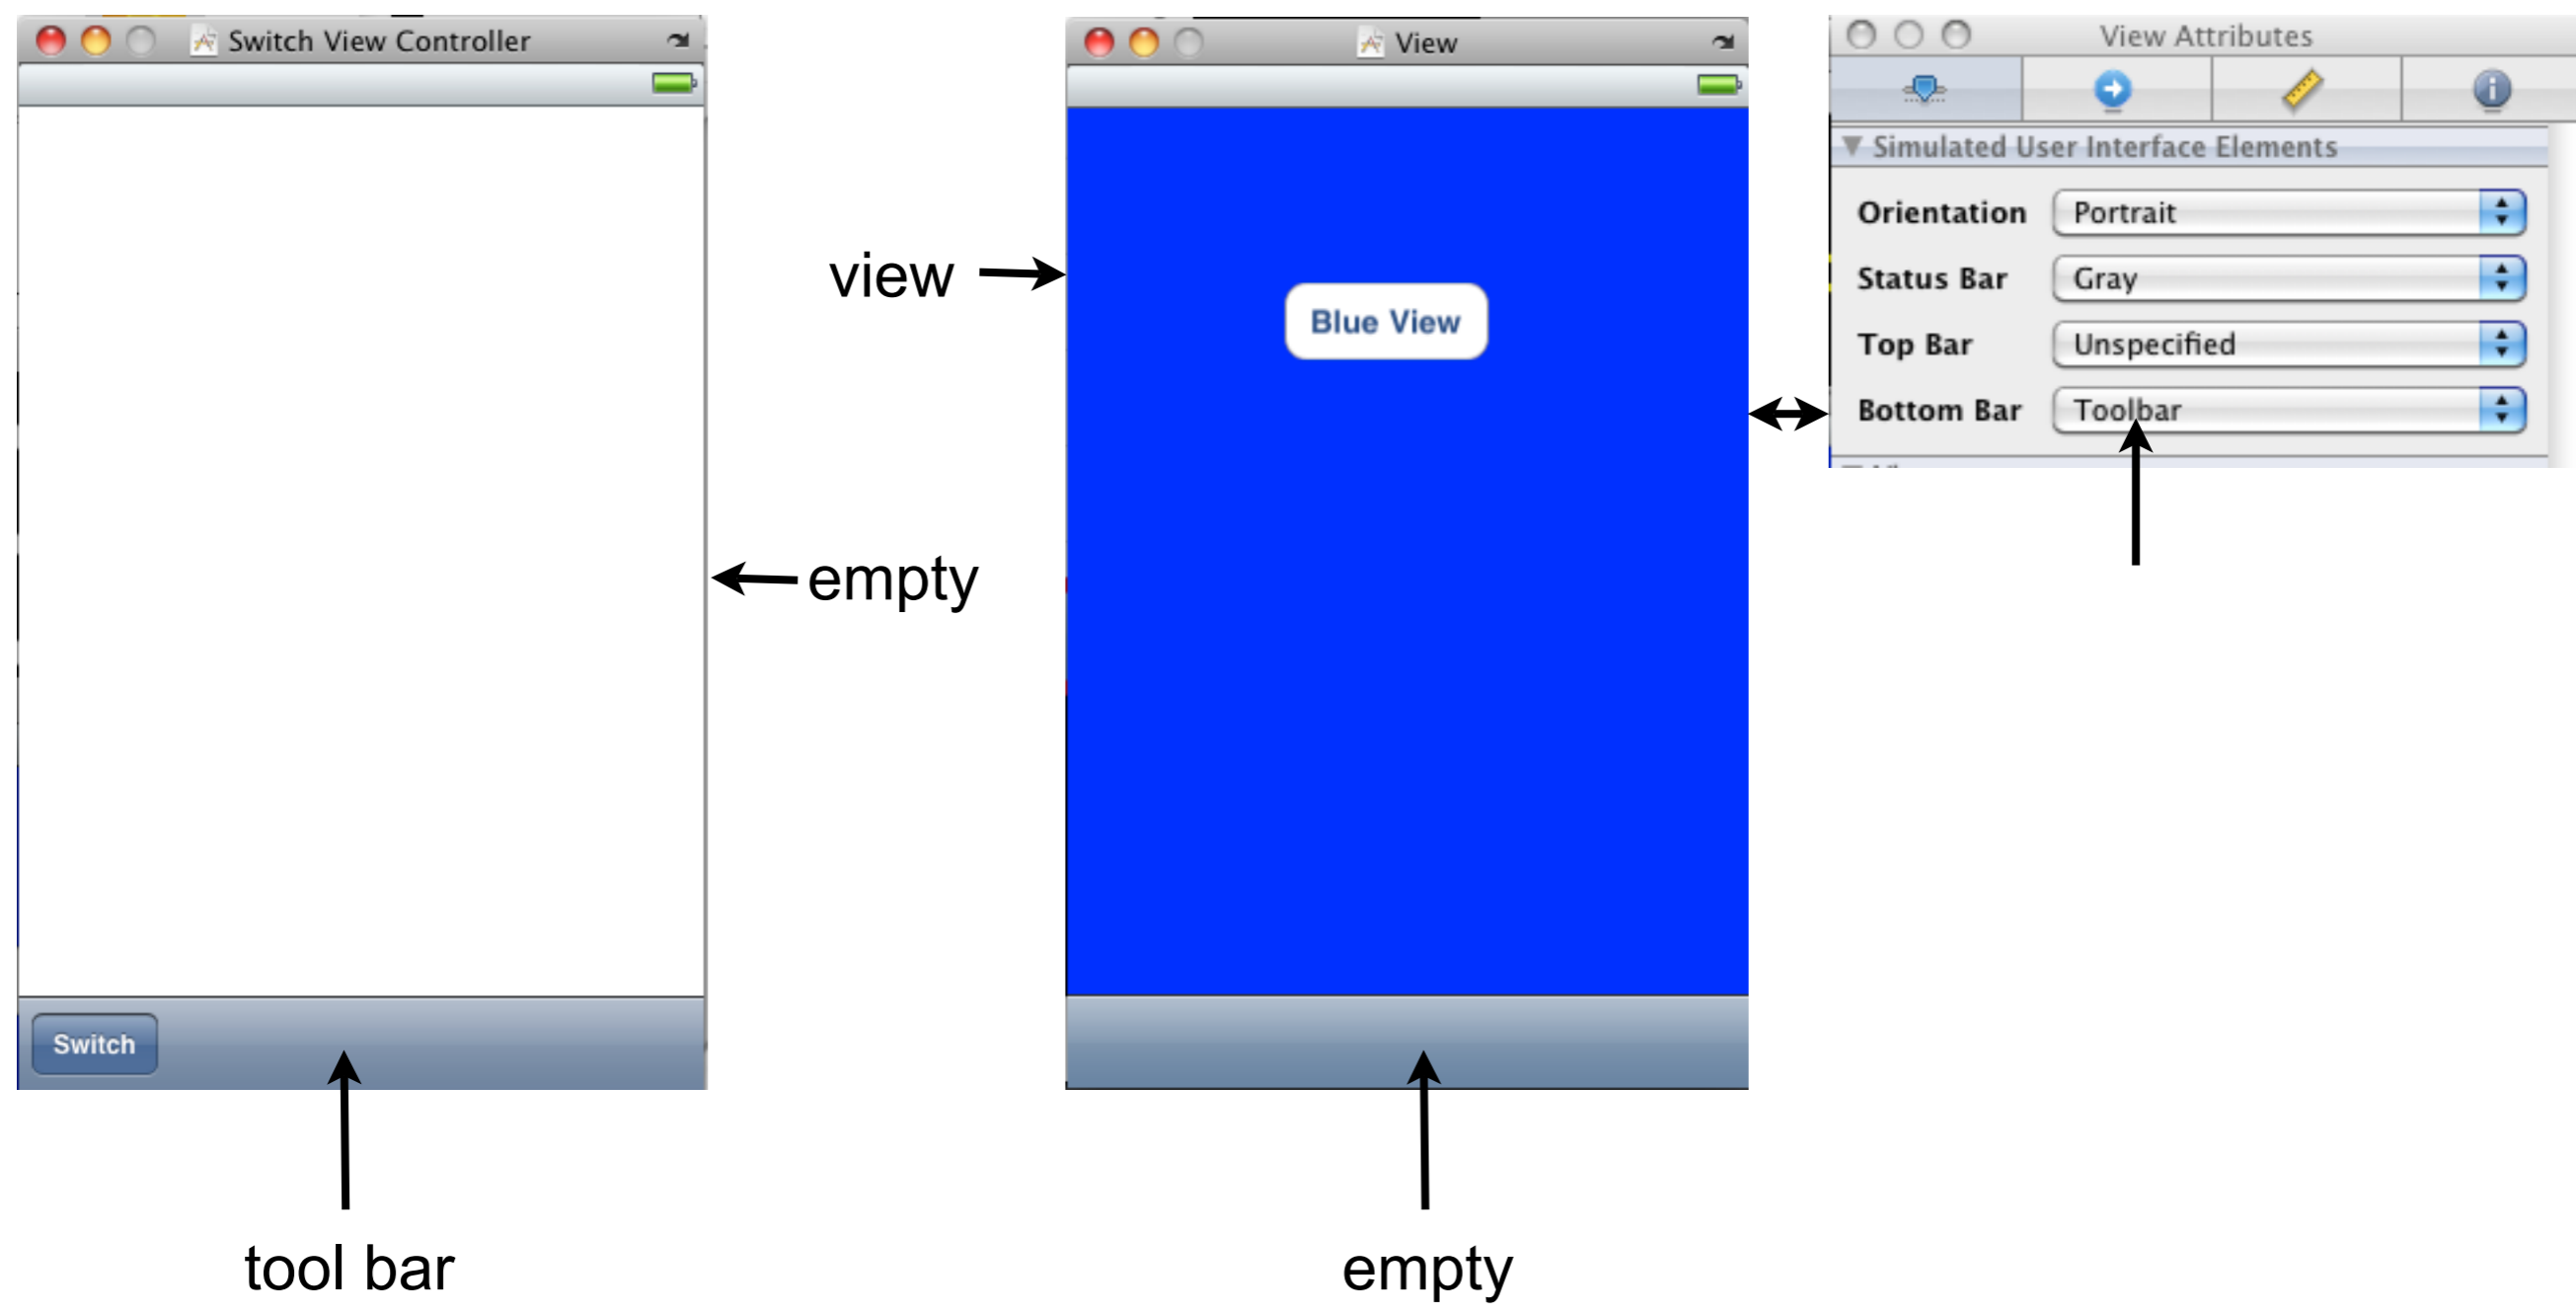 Switch View Controller
empty
Switch
tool bar
View
view
Blue View
empty
View Attributes
Simulated User Interface Elements
Orientation Portrait
Status Bar Gray
Top Bar Unspecified
Bottom Bar Toolbar